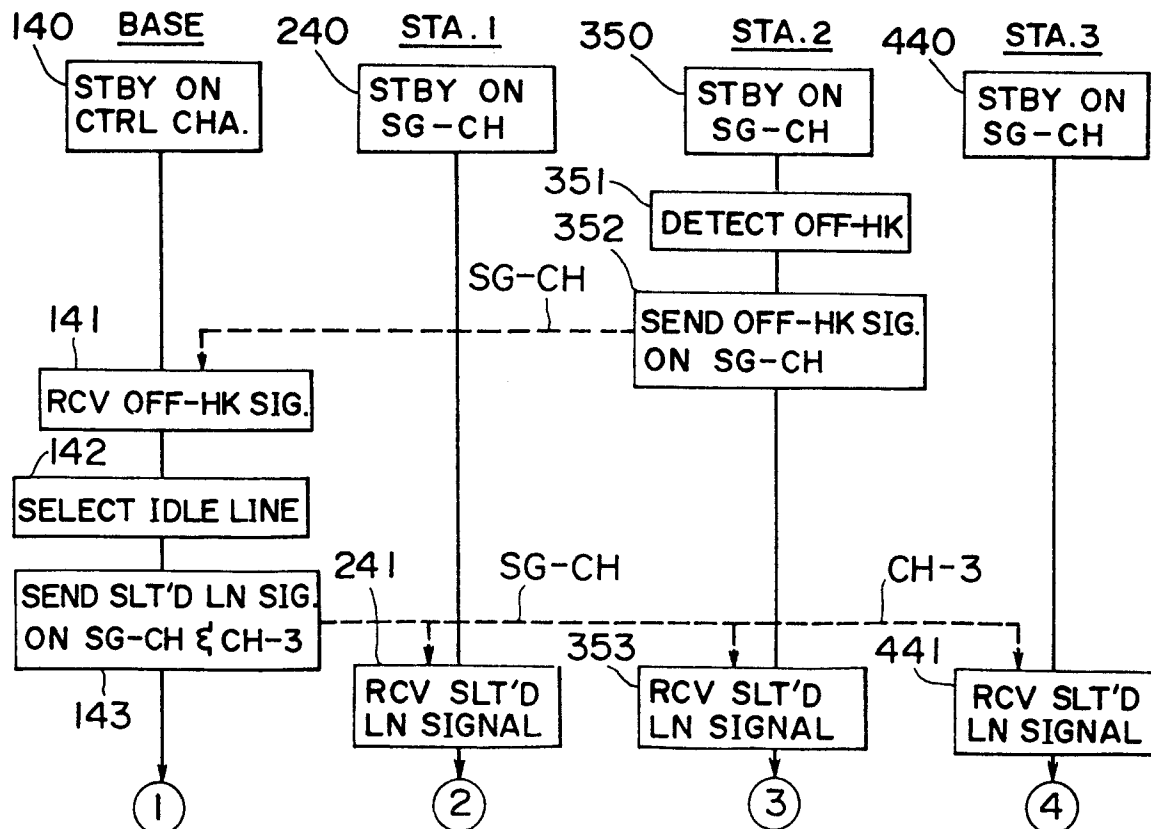 140 BASE 240 STA.1 350 STA.2 440 STA.3
STBY ON
CTRL CHA.
STBY ON
SG-CH
STBY ON
SG-CH
STBY ON
SG-CH
351
DETECT OFF-HK
352
SG-CH
SEND OFF-HK SIG.
ON SG-CH
141
RCV OFF-HK SIG.
142
SELECT IDLE LINE
SEND SLT'D LN SIG.
ON SG-CH & CH-3
143
241
SG-CH
CH-3
RCV SLT'D
LN SIGNAL
353
RCV SLT'D
LN SIGNAL
441
RCV SLT'D
LN SIGNAL
1 2 3 4